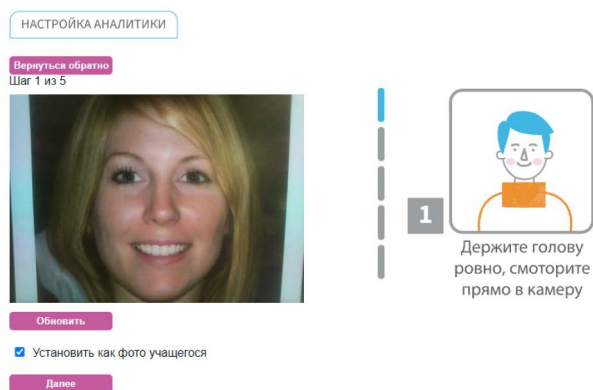 НАСТРОЙКА АНАЛИТИКИ
Вернуться обратно
Шаг 1 из 5
1
Держите голову
ровно, смоторите
прямо в камеру
Обновить
Установить как фото учащегося
Далее